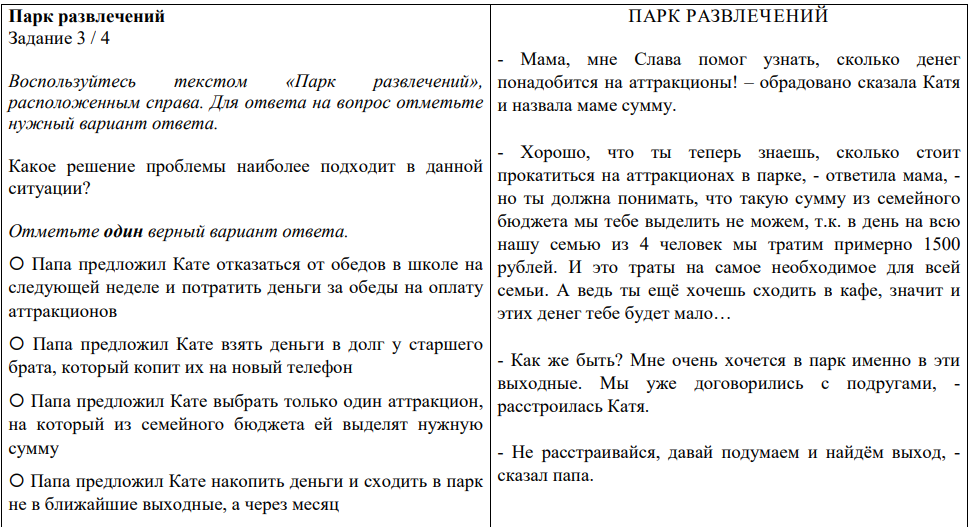 Парк развлечений
Задание 3 / 4
Воспользуйтесь текстом «Парк развлечений»,
расположенным справа. Для ответа на вопрос отметьте
нужный вариант ответа.
Какое решение проблемы наиболее подходит в данной
ситуации?
Отметьте один верный вариант ответа.
Папа предложил Кате отказаться от обедов в школе на
следующей неделе и потратить деньги за обеды на оплату
аттракционов
Папа предложил Кате взять деньги в долг у старшего
брата, который копит их на новый телефон
Папа предложил Кате выбрать только один аттракцион,
на который из семейного бюджета ей выделят нужную
сумму
Папа предложил Кате накопить деньги и сходить в парк
не в ближайшие выходные, а через месяц
ПАРК РАЗВЛЕЧЕНИЙ
- Мама, мне Слава помог узнать, сколько денег
понадобится на аттракционы! – обрадовано сказала Катя
и назвала маме сумму.
- Хорошо, что ты теперь знаешь, сколько стоит
прокатиться на аттракционах в парке, - ответила мама, -
но ты должна понимать, что такую сумму из семейного
бюджета мы тебе выделить не можем, т.к. в день на всю
нашу семью из 4 человек мы тратим примерно 1500
рублей. И это траты на самое необходимое для всей
семьи. А ведь ты ещё хочешь сходить в кафе, значит и
этих денег тебе будет мало…
- Как же быть? Мне очень хочется в парк именно в эти
выходные. Мы уже договорились с подругами, -
расстроилась Катя.
- Не расстраивайся, давай подумаем и найдём выход, -
сказал папа.